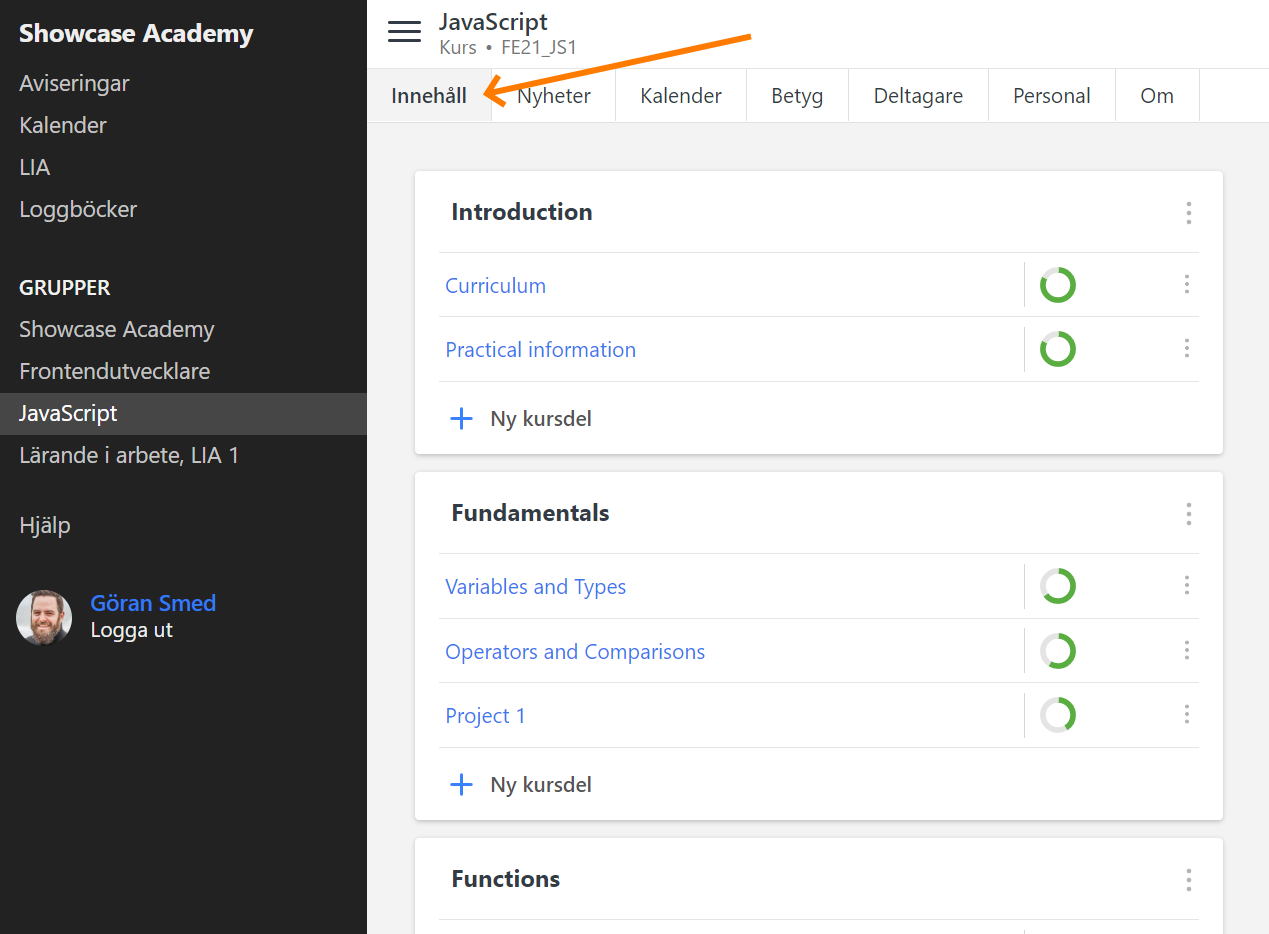 Showcase Academy
Aviseringar
Kalender
LIA
Loggböcker
GRUPPER
Showcase Academy
Frontendutvecklare
JavaScript
Lärande i arbete, LIA 1
Hjälp
Göran Smed
Logga ut
JavaScript
Kurs • FE21_JS1
Innehåll Nyheter Kalender Betyg Deltagare Personal Om
Introduction
Curriculum
Practical information
Ny kursdel
Fundamentals
Variables and Types
Operators and Comparisons
Project 1
Ny kursdel
Functions